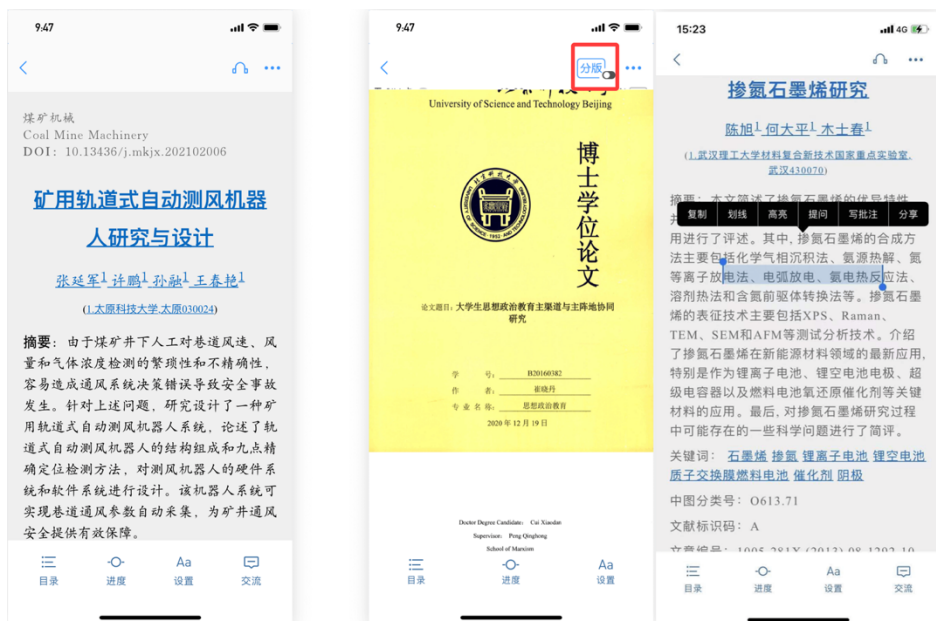 9:47
煤矿机械
Coal Mine Machinery
DOI: 10.13436/j.mkjx.202102006
矿用轨道式自动测风机器
人研究与设计
张延军1 许鹏1 孙融1 王春艳1
(1.太原科技大学,太原030024)
摘要：由于煤矿井下人工对巷道风速、风
量和气体浓度检测的繁琐性和不精确性，
容易造成通风系统决策错误导致安全事故
发生。针对上述问题，研究设计了一种矿
用轨道式自动测风机器人系统，论述了轨
道式自动测风机器人的结构组成和九点精
确定位检测方法，对测风机器人的硬件系
统和软件系统进行设计。该机器人系统可
实现巷道通风参数自动采集，为矿井通风
安全提供有效保障。
目录
进度
Aa
设置
交流
9:47
分版
University of Science and Technology Beijing
博士学位论文
论文题目：大学生思想政治教育主渠道与主阵地协同
研究
学 号： B20160382
作 者： 崔晓丹
专 业 名 称： 思想政治教育
2020 年 12 月 19 日
Doctor Degree Candidate: Cui Xiaodan
Supervisor: Peng Qinghong
School of Marxism
目录
进度
Aa
设置
15:23
4G
掺氮石墨烯研究
陈旭1 何大平1 木士春1
(1.武汉理工大学材料复合新技术国家重点实验室,
武汉430070)
摘要：本文简述了掺氮石墨烯的优异特性
复制 划线 高亮 提问 写批注 分享
用进行了评述。其中,掺氮石墨烯的合成方
法主要包括化学气相沉积法、氨源热解、氮
等离子放电法、电弧放电、氨电热反应法、
溶剂热法和含氮前驱体转换法等。掺氮石墨
烯的表征技术主要包括XPS、Raman、
TEM、SEM和AFM等测试分析技术。介绍
了掺氮石墨烯在新能源材料领域的最新应用,
特别是作为锂离子电池、锂空电池电极、超
级电容器以及燃料电池氧还原催化剂等关键
材料的应用。最后,对掺氮石墨烯研究过程
中可能存在的一些科学问题进行了简评。
关键词： 石墨烯 掺氮 锂离子电池 锂空电池
质子交换膜燃料电池 催化剂 阴极
中图分类号： O613.71
文献标识码： A
文章编号： 1005-281X (2013) 08-1292-10
目录
进度
Aa
设置
交流